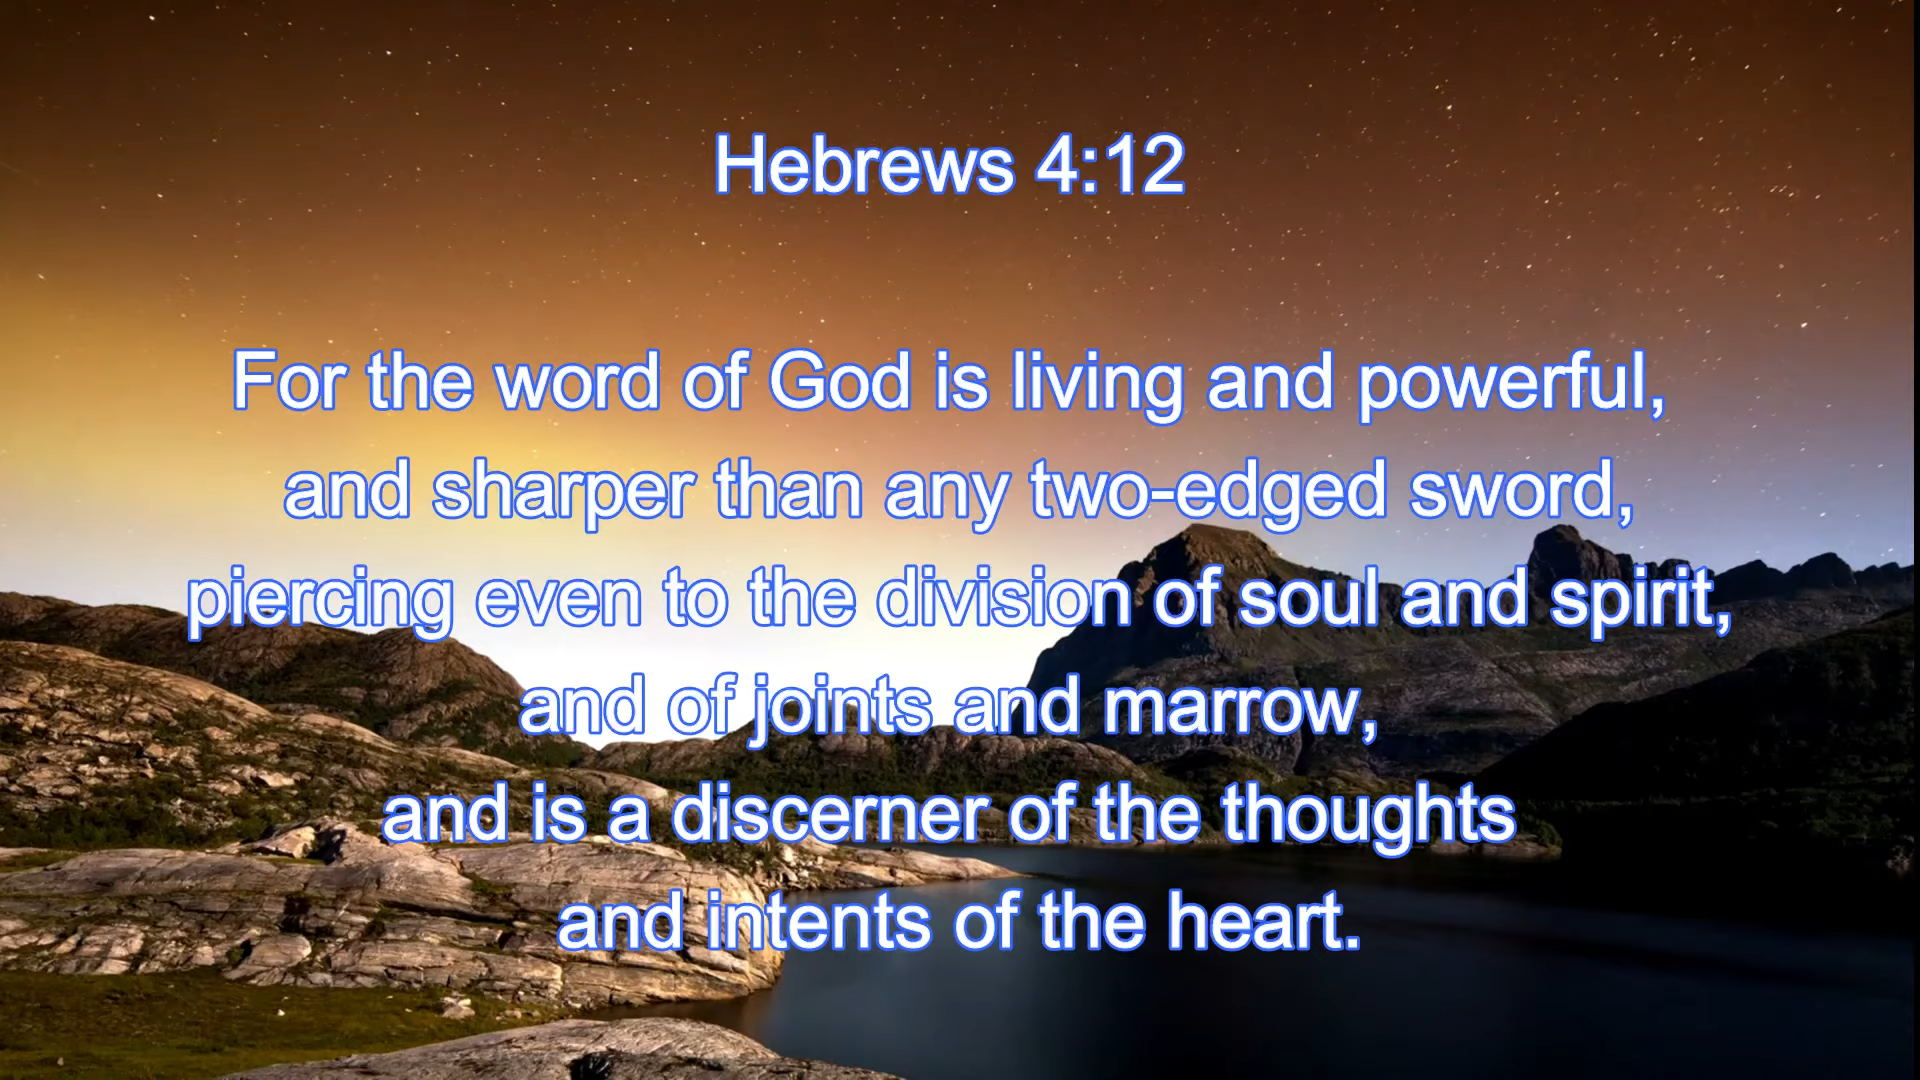 Hebrews 4:12
For the word of God is living and powerful,
and sharper than any two-edged sword,
piercing even to the division of soul and spirit,
and of joints and marrow,
and is a discerner of the thoughts
and intents of the heart.